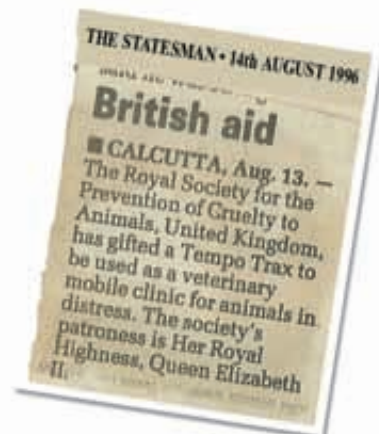 THE STATESMAN • 14th AUGUST 1996
British aid
■ CALCUTTA, Aug. 13. —
The Royal Society for the
Prevention of Cruelty to
Animals, United Kingdom,
has gifted a Tempo Trax to
be used as a veterinary
mobile clinic for animals in
distress. The society's
patroness is Her Royal
Highness, Queen Elizabeth
II.